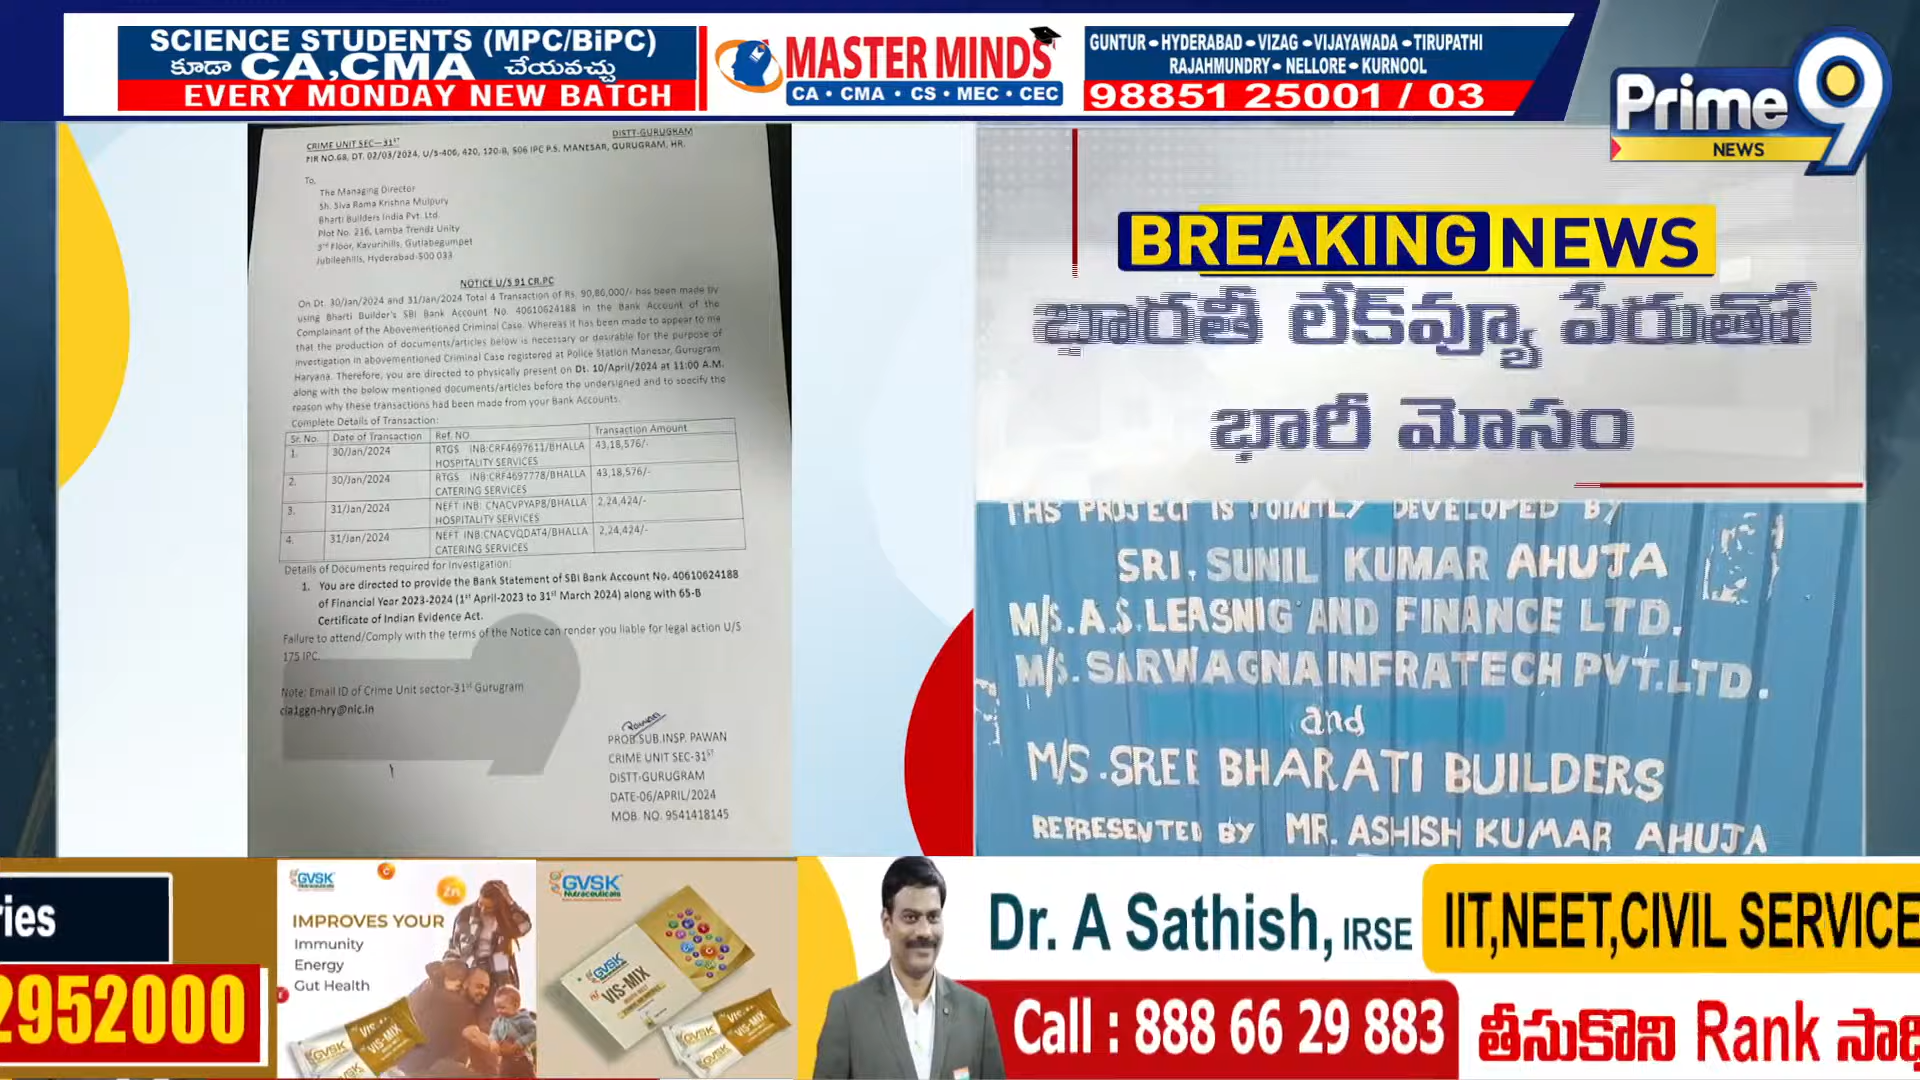 SCIENCE STUDENTS (MPC/BiPC)
కూడా CA,CMA చేయవచ్చు
EVERY MONDAY NEW BATCH
MASTER MINDS
CA • CMA • CS • MEC • CEC
GUNTUR • HYDERABAD • VIZAG • VIJAYAWADA • TIRUPATHI
RAJAHMUNDRY • NELLORE • KURNOOL
98851 25001 / 03
Prime 9
NEWS
CRIME UNIT SEC—31ST
DISTT-GURUGRAM
FIR NO.68, DT. 02/03/2024, U/S-406, 420, 120-B, 506 IPC P.S. MANESAR, GURUGRAM, HR.
To,
The Managing Director
Sh. Siva Rama Krishna Mulpury
Bharti Builders India Pvt. Ltd.
Plot No. 216, Lamba Trendz Unity
3rd Floor, Kavurihills, Gutlabegumpet
Jubileehills, Hyderabad-500 033
NOTICE U/S 91 CR.PC
On Dt. 30/Jan/2024 and 31/Jan/2024 Total 4 Transaction of Rs. 90,86,000/- has been made by
using Bharti Builder's SBI Bank Account No. 40610624188 in the Bank Account of the
Complainant of the Abovementioned Criminal Case. Whereas it has been made to appear to me
that the production of documents/articles below is necessary or desirable for the purpose of
investigation in abovementioned Criminal Case registered at Police Station Manesar, Gurugram
Haryana. Therefore, you are directed to physically present on Dt. 10/April/2024 at 11:00 A.M.
along with the below mentioned documents/articles before the undersigned and to specify the
reason why these transactions had been made from your Bank Accounts.
Complete Details of Transaction:
Sr. No. Date of Transaction Ref. NO Transaction Amount
1. 30/Jan/2024 RTGS INB:CRF4697611/BHALLA 43,18,576/-
HOSPITALITY SERVICES
2. 30/Jan/2024 RTGS INB:CRF4697778/BHALLA 43,18,576/-
CATERING SERVICES
3. 31/Jan/2024 NEFT INB: CNACVPYAP8/BHALLA 2,24,424/-
HOSPITALITY SERVICES
4. 31/Jan/2024 NEFT INB:CNACVQDAT4/BHALLA 2,24,424/-
CATERING SERVICES
Details of Documents required for Investigation:
1. You are directed to provide the Bank Statement of SBI Bank Account No. 40610624188
of Financial Year 2023-2024 (1st April-2023 to 31st March 2024) along with 65-B
Certificate of Indian Evidence Act.
Failure to attend/Comply with the terms of the Notice can render you liable for legal action U/S
175 IPC.
Note: Email ID of Crime Unit sector-31st Gurugram
cia1ggn-hry@nic.in
Pawan
PROB.SUB.INSP. PAWAN
CRIME UNIT SEC-31ST
DISTT-GURUGRAM
DATE-06/APRIL/2024
MOB. NO. 9541418145
BREAKING NEWS
భారతీ లేక్‌వ్యూ పేరుతో
భారీ మోసం
THS PROJECT IS JOINTLY DEVELOPED BY
SRI. SUNIL KUMAR AHUJA
M/S.A.S.LEASNIG AND FINANCE LTD.
M/S.SARWAGNAINFRATECH PVT.LTD.
and
M/S.SREE BHARATI BUILDERS
REPRESENTED BY MR. ASHISH KUMAR AHUJA
ries
2952000
GVSK
IMPROVES YOUR
Immunity
Energy
Gut Health
GVSK
VIS-MIX
GVSK
Nutraceuticals
GVSK
VIS-MIX
GVSK
VIS-MIX
Dr. A Sathish, IRSE
Call : 888 66 29 883
IIT,NEET,CIVIL SERVICE
తీసుకొని Rank సాధి